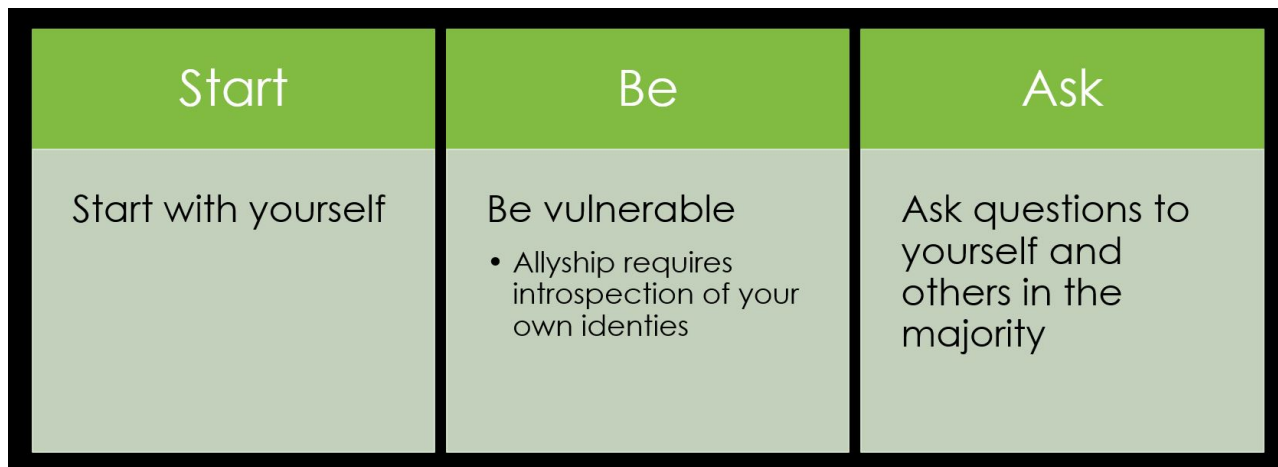 Start
Start with yourself
Be
Be vulnerable
• Allyship requires
introspection of your
own identies
Ask
Ask questions to
yourself and
others in the
majority